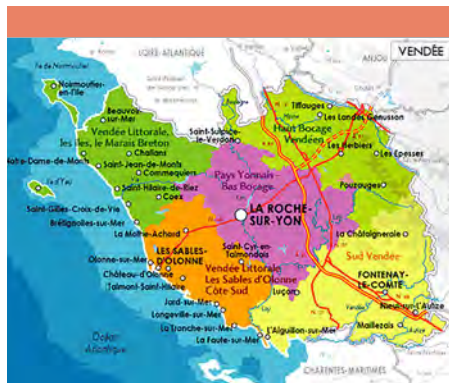 LOIRE-ATLANTIQUE
ANJOU
VENDÉE
Ile de Noirmoutier
Noirmoutier-
en-l'île
Beauvoir-
sur-Mer
Tiffauges
Les Landes Génusson
Vendée Littorale,
les îles, le Marais Breton
Saint-Sulpice-
le-Verdon
Haut Bocage
Vendéen
Les Herbiers
Les Epesses
Challans
Notre-Dame-de-Monts
Saint-Jean-de-Monts
Commequiers
Pays Yonnais -
Bas Bocage
Pouzauges
Ile d'Yeu
Saint-Hilaire-de-Riez
Coëx
Saint-Gilles-Croix-de-Vie
LA ROCHE-
SUR-YON
Brétignolles-sur-Mer
La Mothe-Achard
La Châtaigneraie
LES SABLES-
D'OLONNE
Saint-Cyr-en-
Talmondais
Sud Vendée
Olonne-sur-Mer
Château-d'Olonne
Talmont-Saint-Hilaire
Vendée Littorale
Les Sables d'Olonne
Côte Sud
FONTENAY-
LE-COMTE
Luçon
Nieul-sur-l'Autize
Jard-sur-Mer
Longeville-sur-Mer
Maillezais
La Tranche-sur-Mer
L'Aiguillon-sur-Mer
La Faute-sur-Mer
Océan
Atlantique
CHARENTES-MARITIMES